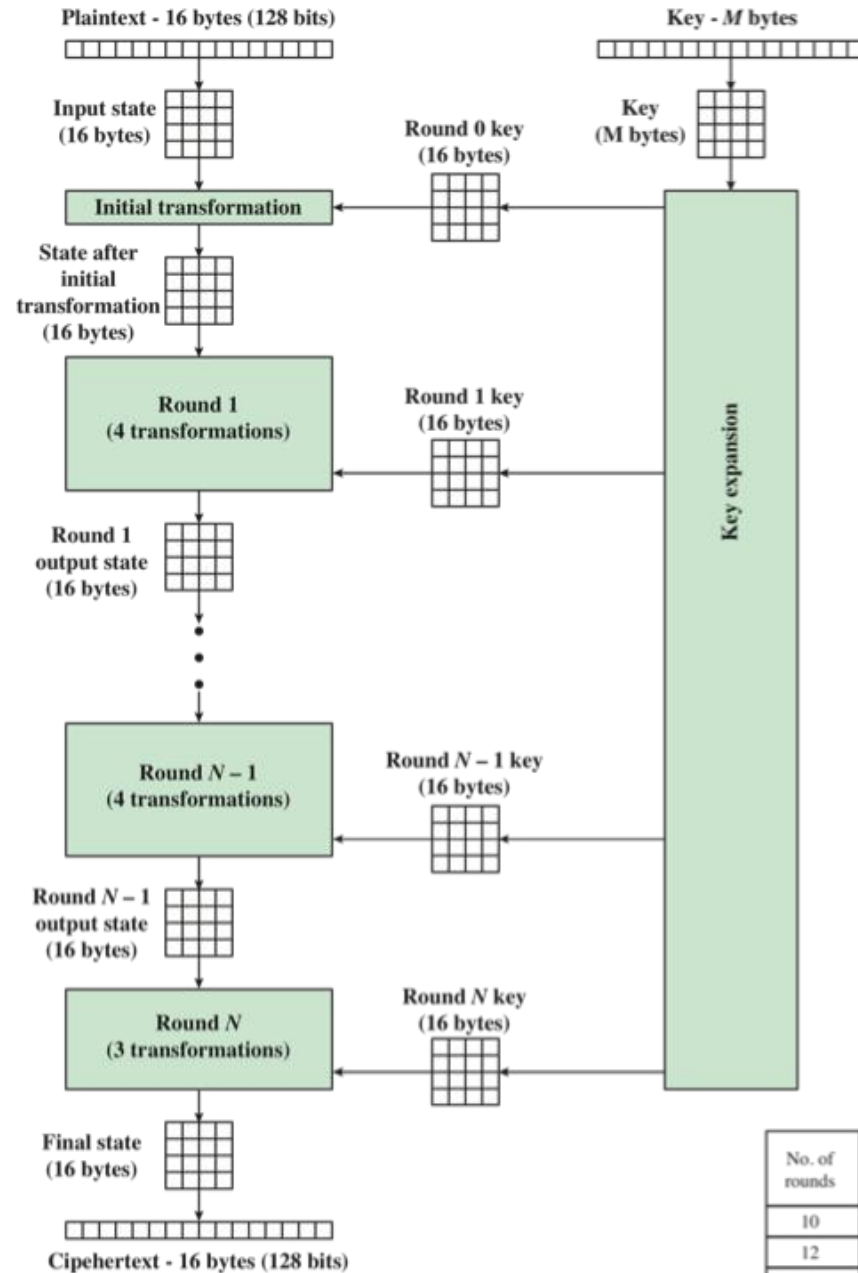 Plaintext - 16 bytes (128 bits)
Key - M bytes
Input state
(16 bytes)
Key
(M bytes)
Round 0 key
(16 bytes)
Initial transformation
State after
initial
transformation
(16 bytes)
Round 1
(4 transformations)
Round 1 key
(16 bytes)
Key expansion
Round 1
output state
(16 bytes)
Round N – 1
(4 transformations)
Round N – 1 key
(16 bytes)
Round N – 1
output state
(16 bytes)
Round N
(3 transformations)
Round N key
(16 bytes)
Final state
(16 bytes)
No. of
rounds
10
12
Cipehertext - 16 bytes (128 bits)